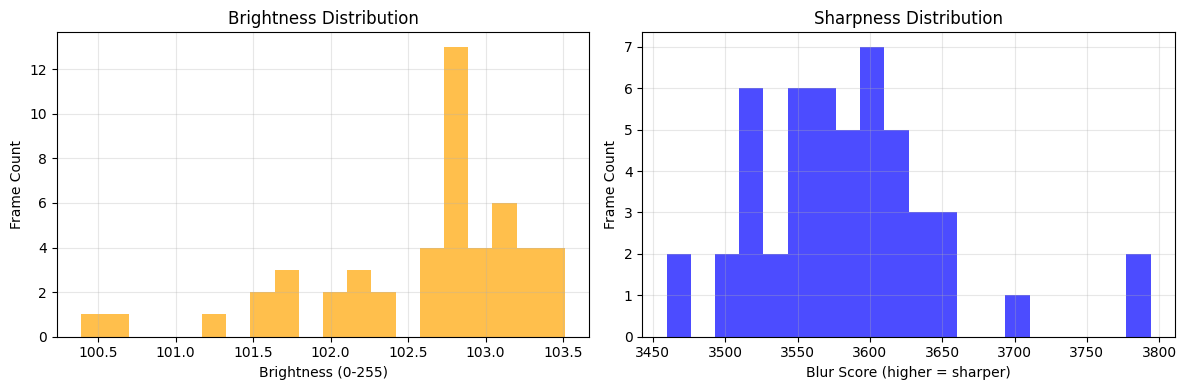 Brightness Distribution
Frame Count
0
2
4
6
8
10
12
100.5 101.0 101.5 102.0 102.5 103.0 103.5
Brightness (0-255)
Sharpness Distribution
Frame Count
0
1
2
3
4
5
6
7
3450 3500 3550 3600 3650 3700 3750 3800
Blur Score (higher = sharper)